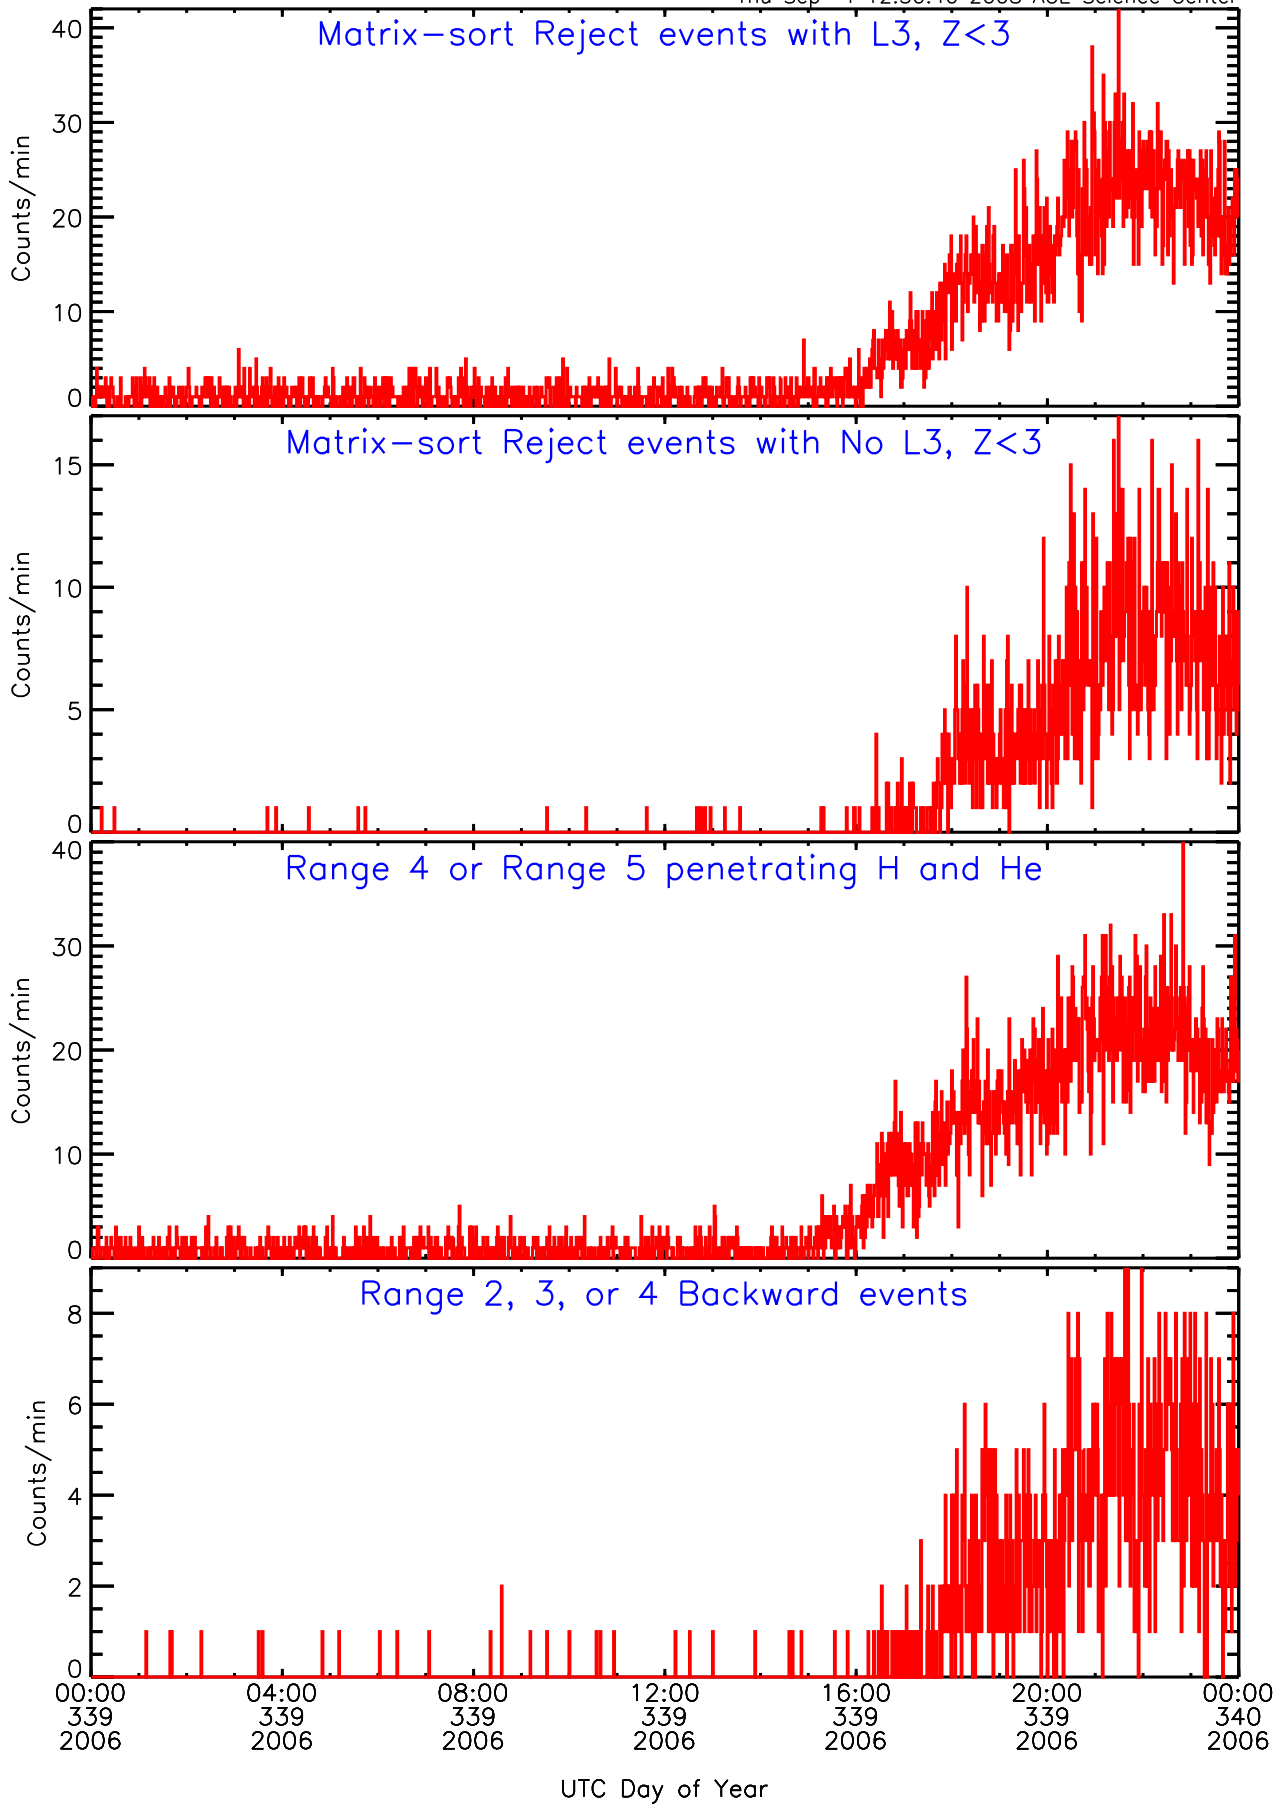 Matrix-sort Reject events with L3, Z<3
40
30
20
10
0
Counts/min
Matrix-sort Reject events with No L3, Z<3
15
10
5
0
Counts/min
Range 4 or Range 5 penetrating H and He
40
30
20
10
0
Counts/min
Range 2, 3, or 4 Backward events
8
6
4
2
0
Counts/min
00:00 04:00 08:00 12:00 16:00 20:00 00:00
339 339 339 339 339 339 340
2006 2006 2006 2006 2006 2006 2006
UTC Day of Year